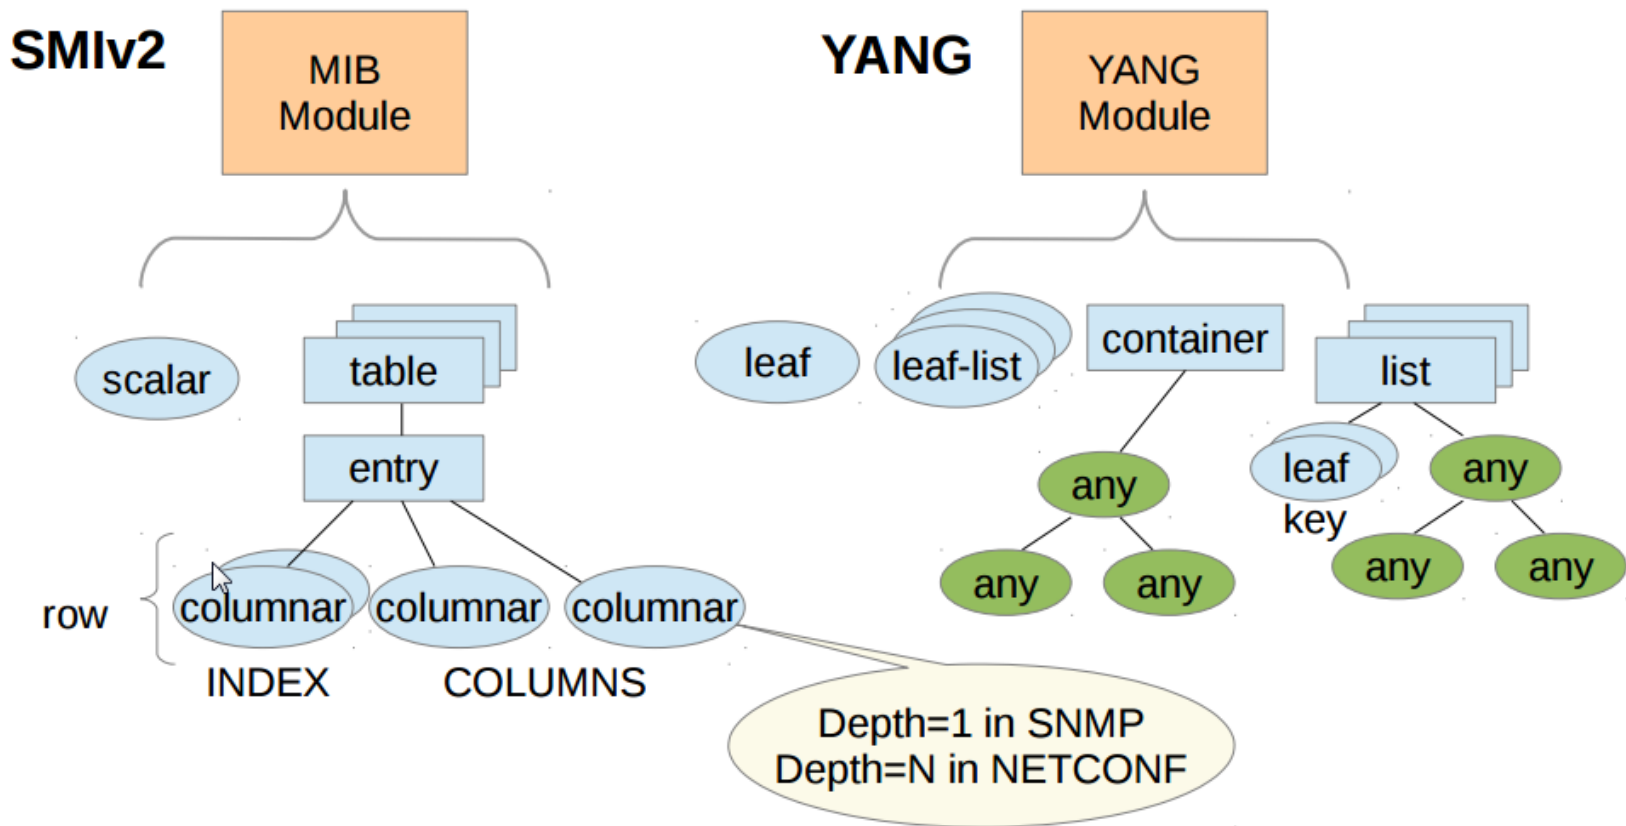 SMIv2
MIB
Module
scalar
table
entry
row
columnar
columnar
columnar
INDEX
COLUMNS
YANG
YANG
Module
leaf
leaf-list
container
list
any
any
any
leaf
key
any
any
any
Depth=1 in SNMP
Depth=N in NETCONF